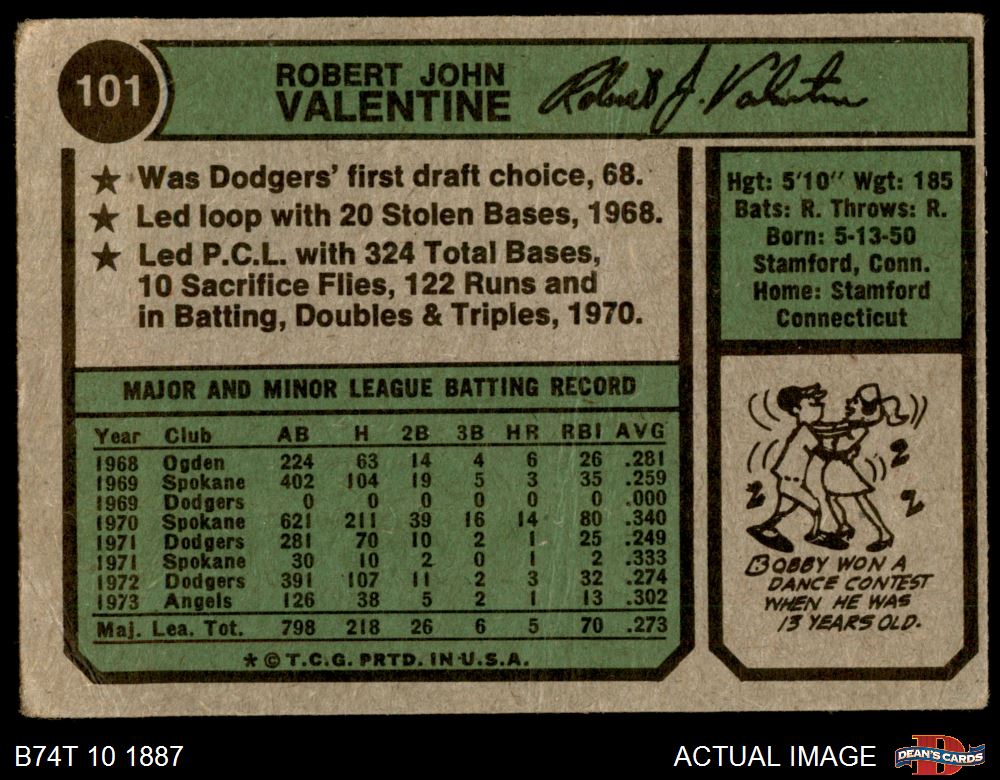 101
ROBERT JOHN
VALENTINE
Robert J. Valentine
★ Was Dodgers' first draft choice, 68.
★ Led loop with 20 Stolen Bases, 1968.
★ Led P.C.L. with 324 Total Bases,
10 Sacrifice Flies, 122 Runs and
in Batting, Doubles & Triples, 1970.
Hgt: 5'10" Wgt: 185
Bats: R. Throws: R.
Born: 5-13-50
Stamford, Conn.
Home: Stamford
Connecticut
MAJOR AND MINOR LEAGUE BATTING RECORD
Year Club AB H 2B 3B HR RBI AVG
1968 Ogden 224 63 14 4 6 26 .281
1969 Spokane 402 104 19 5 3 35 .259
1969 Dodgers 0 0 0 0 0 0 .000
1970 Spokane 621 211 39 16 14 80 .340
1971 Dodgers 281 70 10 2 1 25 .249
1971 Spokane 30 10 2 0 1 2 .333
1972 Dodgers 391 107 11 2 3 32 .274
1973 Angels 126 38 5 2 1 13 .302
Maj. Lea. Tot. 798 218 26 6 5 70 .273
* © T.C.G. PRTD. IN U.S.A.
BOBBY WON A
DANCE CONTEST
WHEN HE WAS
13 YEARS OLD.
B74T 10 1887
ACTUAL IMAGE
D
DEAN'S CARDS